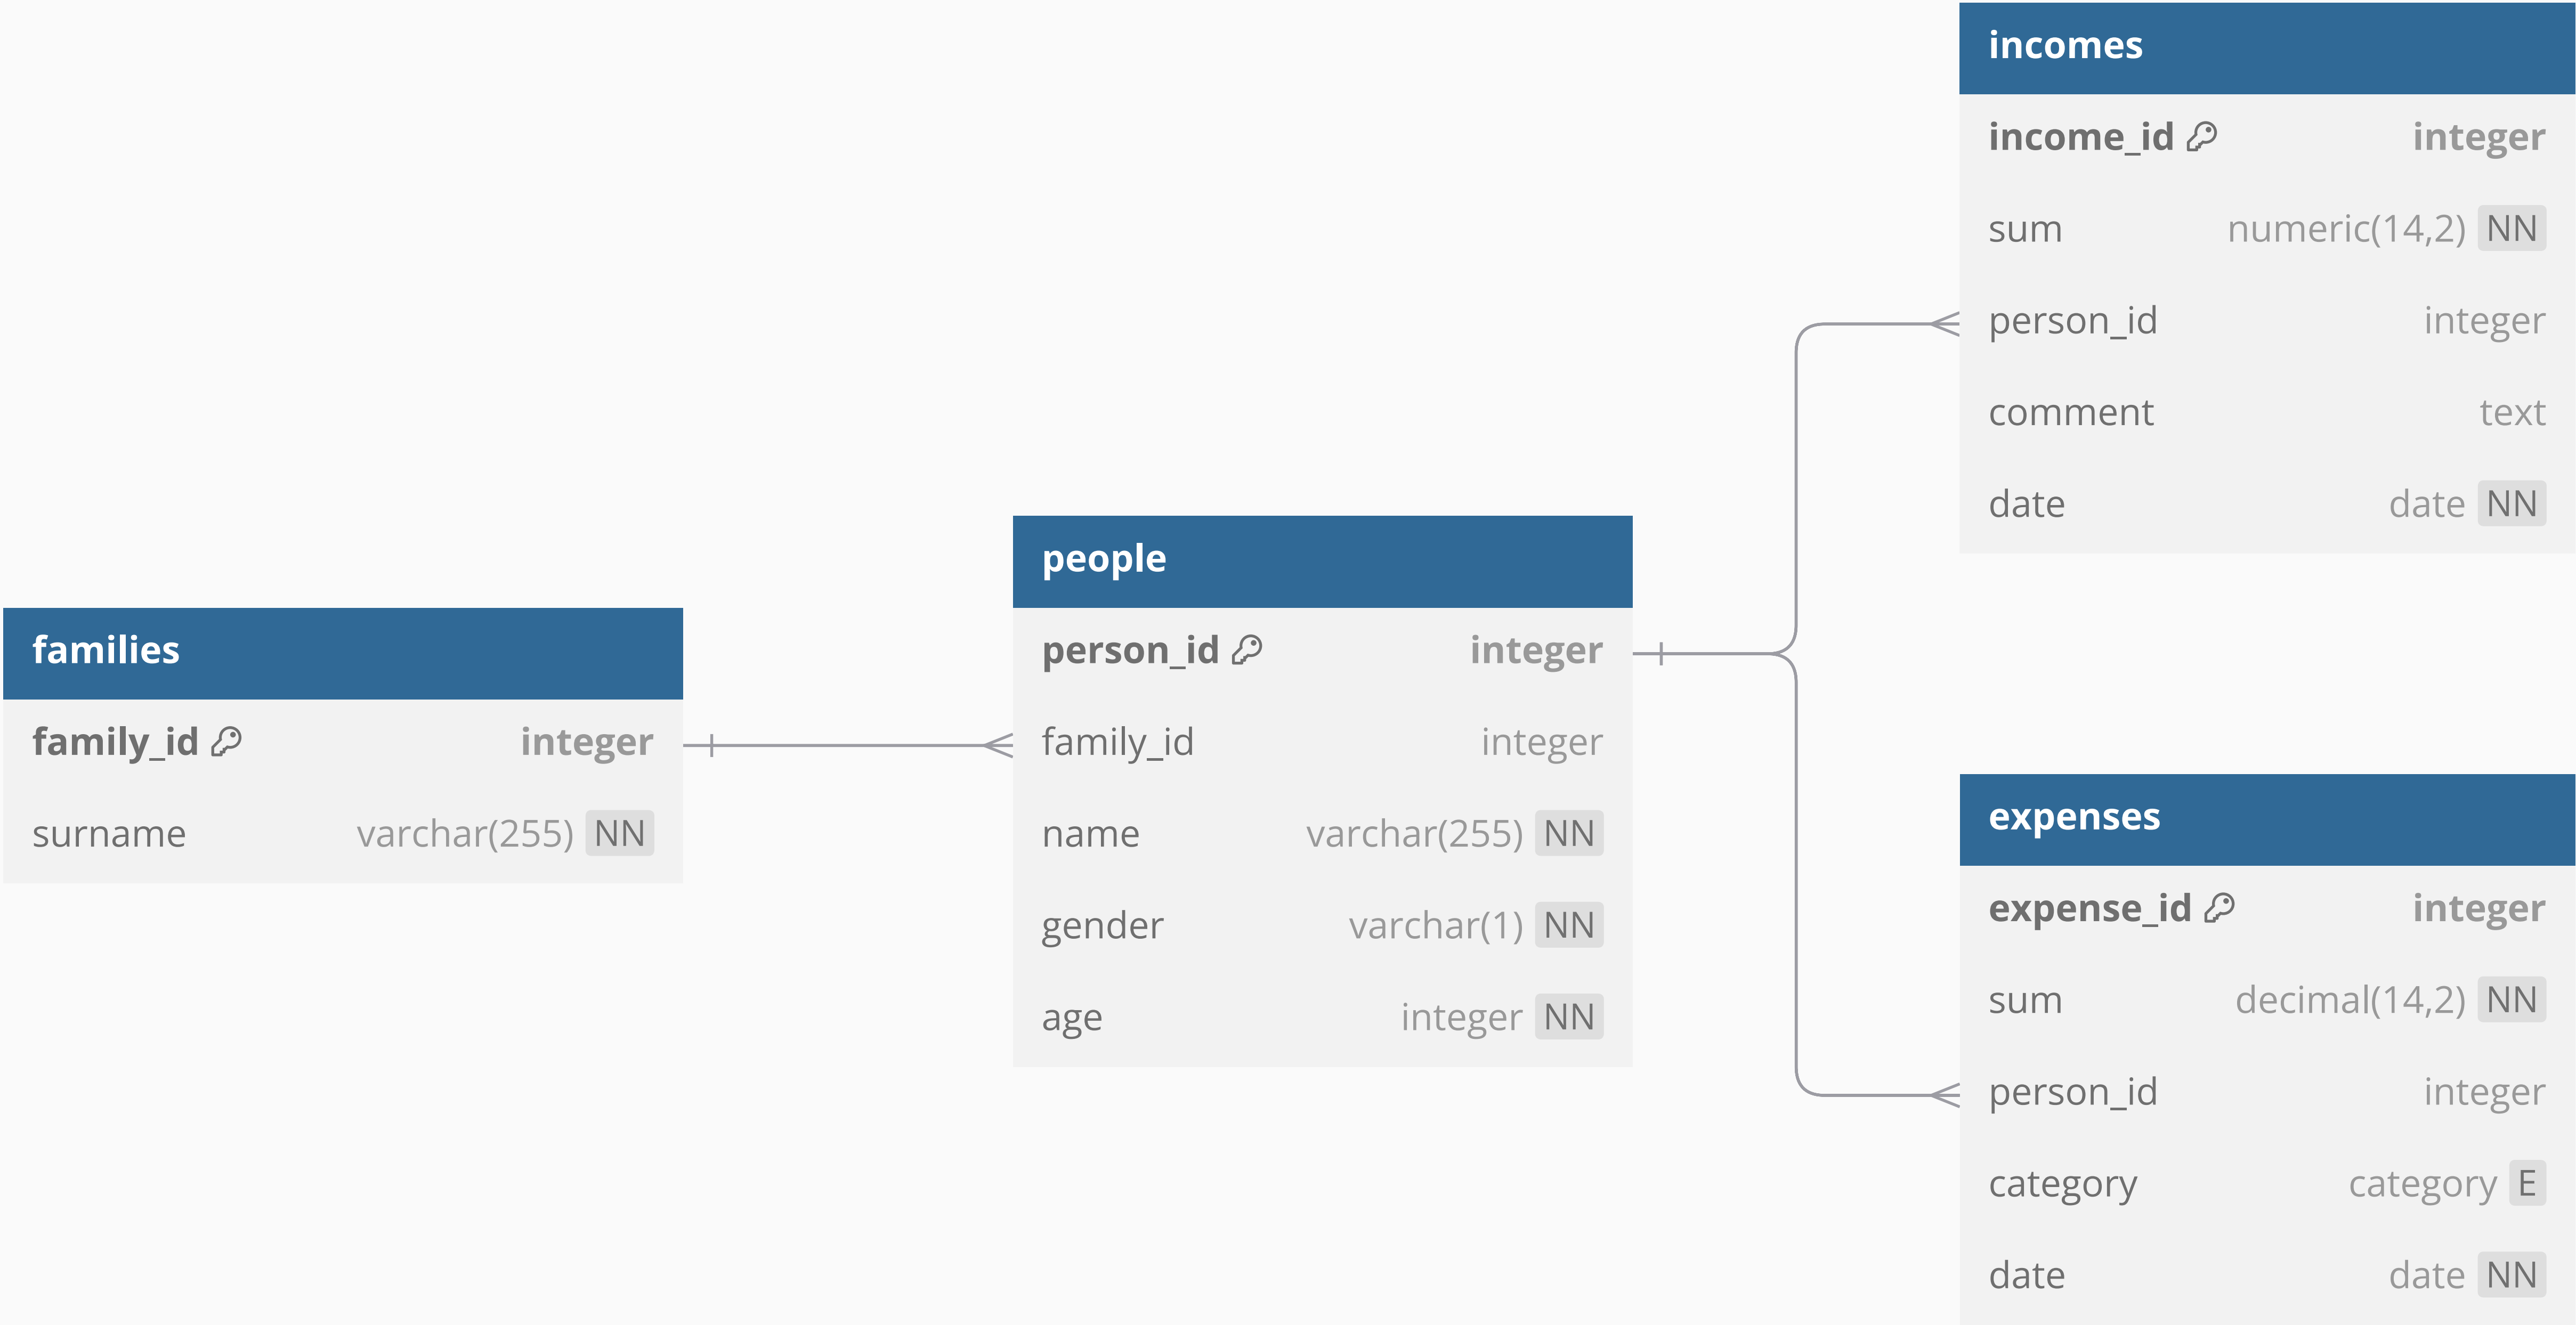 families
family_id integer
surname varchar(255) NN
people
person_id integer
family_id integer
name varchar(255) NN
gender varchar(1) NN
age integer NN
incomes
income_id integer
sum numeric(14,2) NN
person_id integer
comment text
date date NN
expenses
expense_id integer
sum decimal(14,2) NN
person_id integer
category category E
date date NN